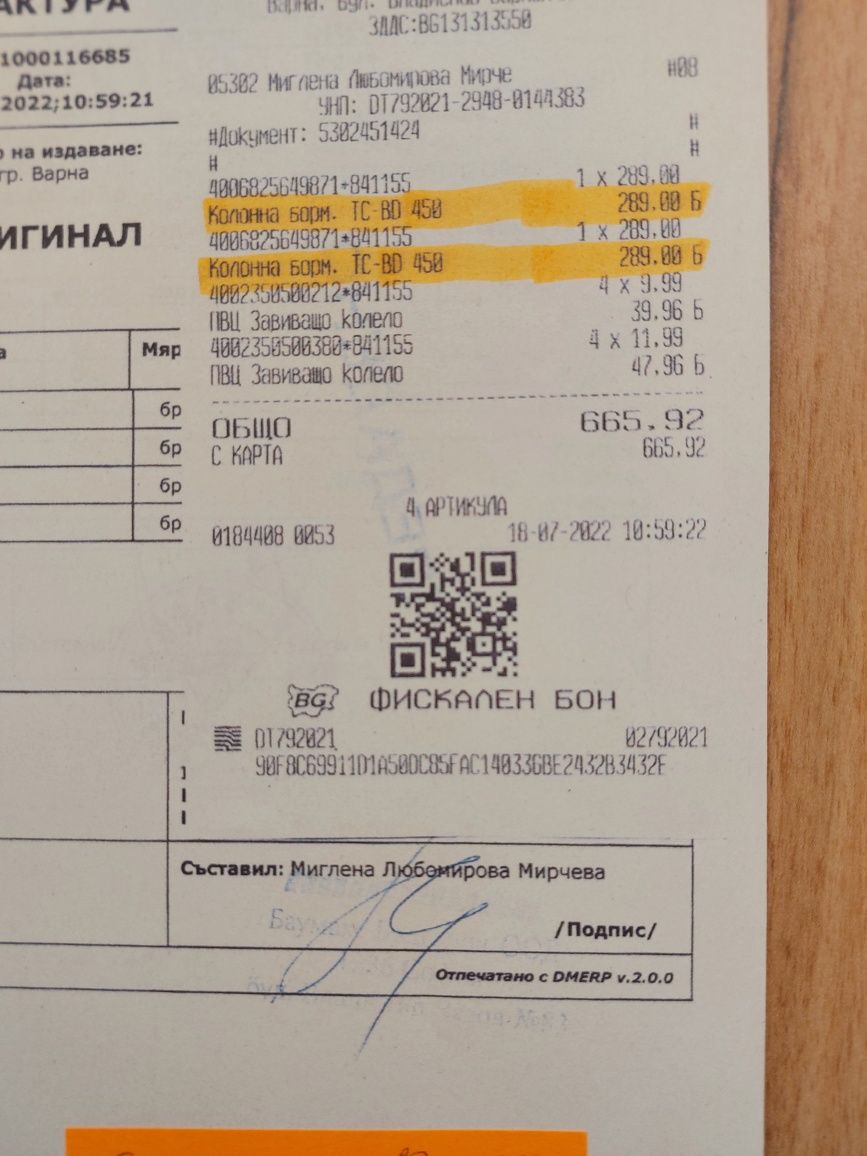 АКТУРА
1000116685
Дата:
2022;10:59:21
о на издаване:
гр. Варна
ИГИНАЛ
а
Мяр
бр
бр
бр
бр
Варна, бул.
ЗДДС:BG131313550
05302 Миглена Любомирова Мирче #08
УНП: DT792021-2948-0144383
#Документ: 5302451424 #
# #
4006825649871*841155 1 x 289.00
Колонна борм. TC-BD 450 289.00 Б
4006825649871*841155 1 x 289.00
Колонна борм. TC-BD 450 289.00 Б
4002350500212*841155 4 x 9.99
ПВЦ Завиващо колело 39.96 Б
4002350500380*841155 4 x 11.99
ПВЦ Завиващо колело 47.96 Б
ОБЩО 665.92
С КАРТА 665.92
4 АРТИКУЛА
0184408 0053 18-07-2022 10:59:22
BG ФИСКАЛЕН БОН
DT792021 02792021
90F8C69911D1A50DC85FAC14033GBE2432B3432F
Съставил: Миглена Любомирова Мирчева
/Подпис/
Отпечатано с DMERP v.2.0.0